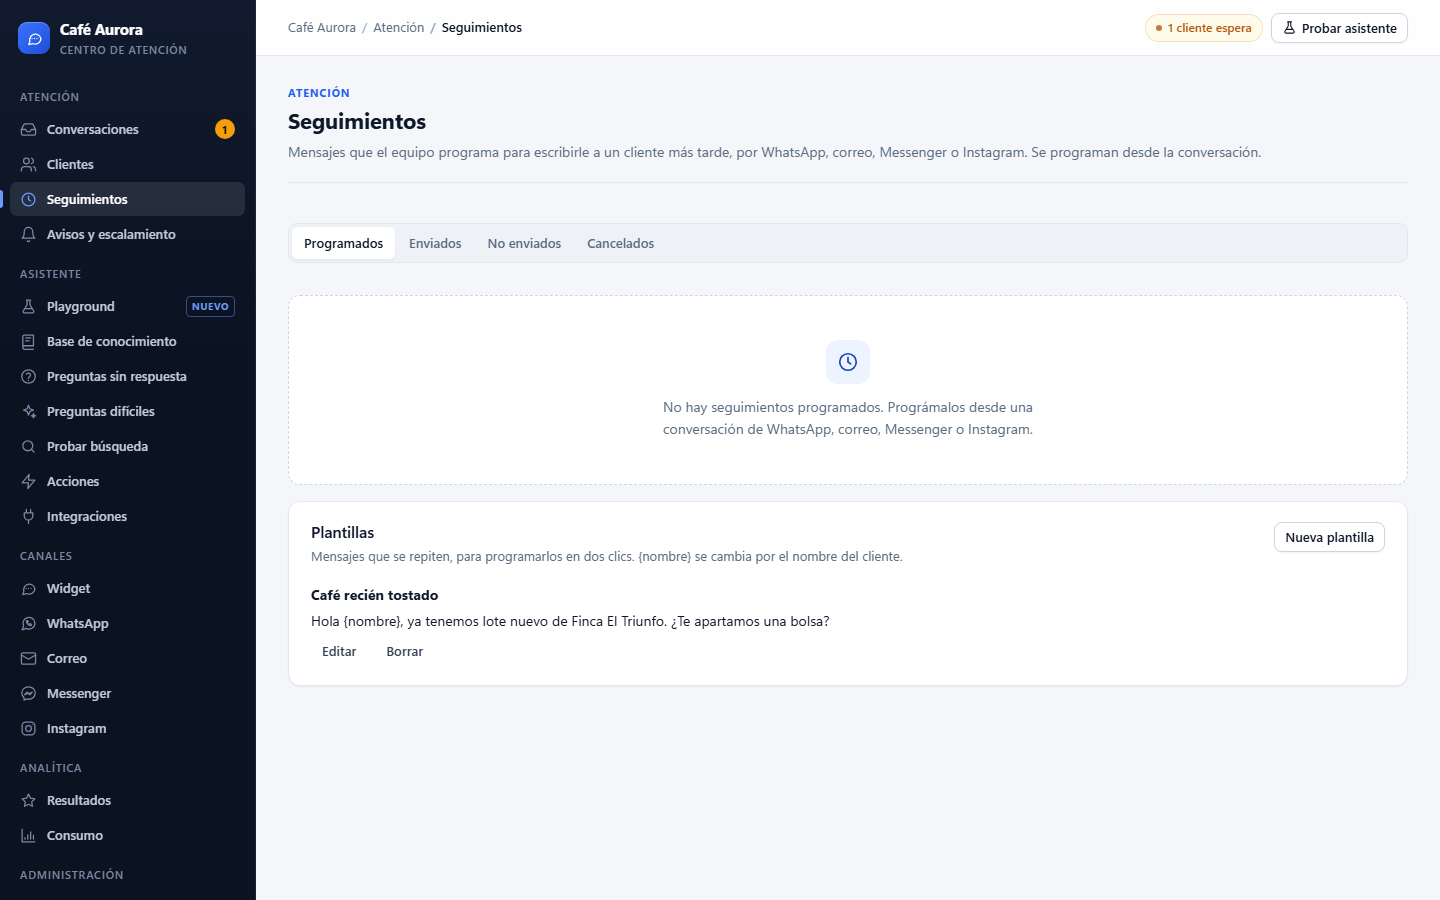 Café Aurora
CENTRO DE ATENCIÓN
ATENCIÓN
Conversaciones 1
Clientes
Seguimientos
Avisos y escalamiento
ASISTENTE
Playground NUEVO
Base de conocimiento
Preguntas sin respuesta
Preguntas difíciles
Probar búsqueda
Acciones
Integraciones
CANALES
Widget
WhatsApp
Correo
Messenger
Instagram
ANALÍTICA
Resultados
Consumo
ADMINISTRACIÓN
Café Aurora / Atención / Seguimientos
1 cliente espera
Probar asistente
ATENCIÓN
Seguimientos
Mensajes que el equipo programa para escribirle a un cliente más tarde, por WhatsApp, correo, Messenger o Instagram. Se programan desde la conversación.
Programados Enviados No enviados Cancelados
No hay seguimientos programados. Prográmalos desde una
conversación de WhatsApp, correo, Messenger o Instagram.
Plantillas
Nueva plantilla
Mensajes que se repiten, para programarlos en dos clics. {nombre} se cambia por el nombre del cliente.
Café recién tostado
Hola {nombre}, ya tenemos lote nuevo de Finca El Triunfo. ¿Te apartamos una bolsa?
Editar Borrar